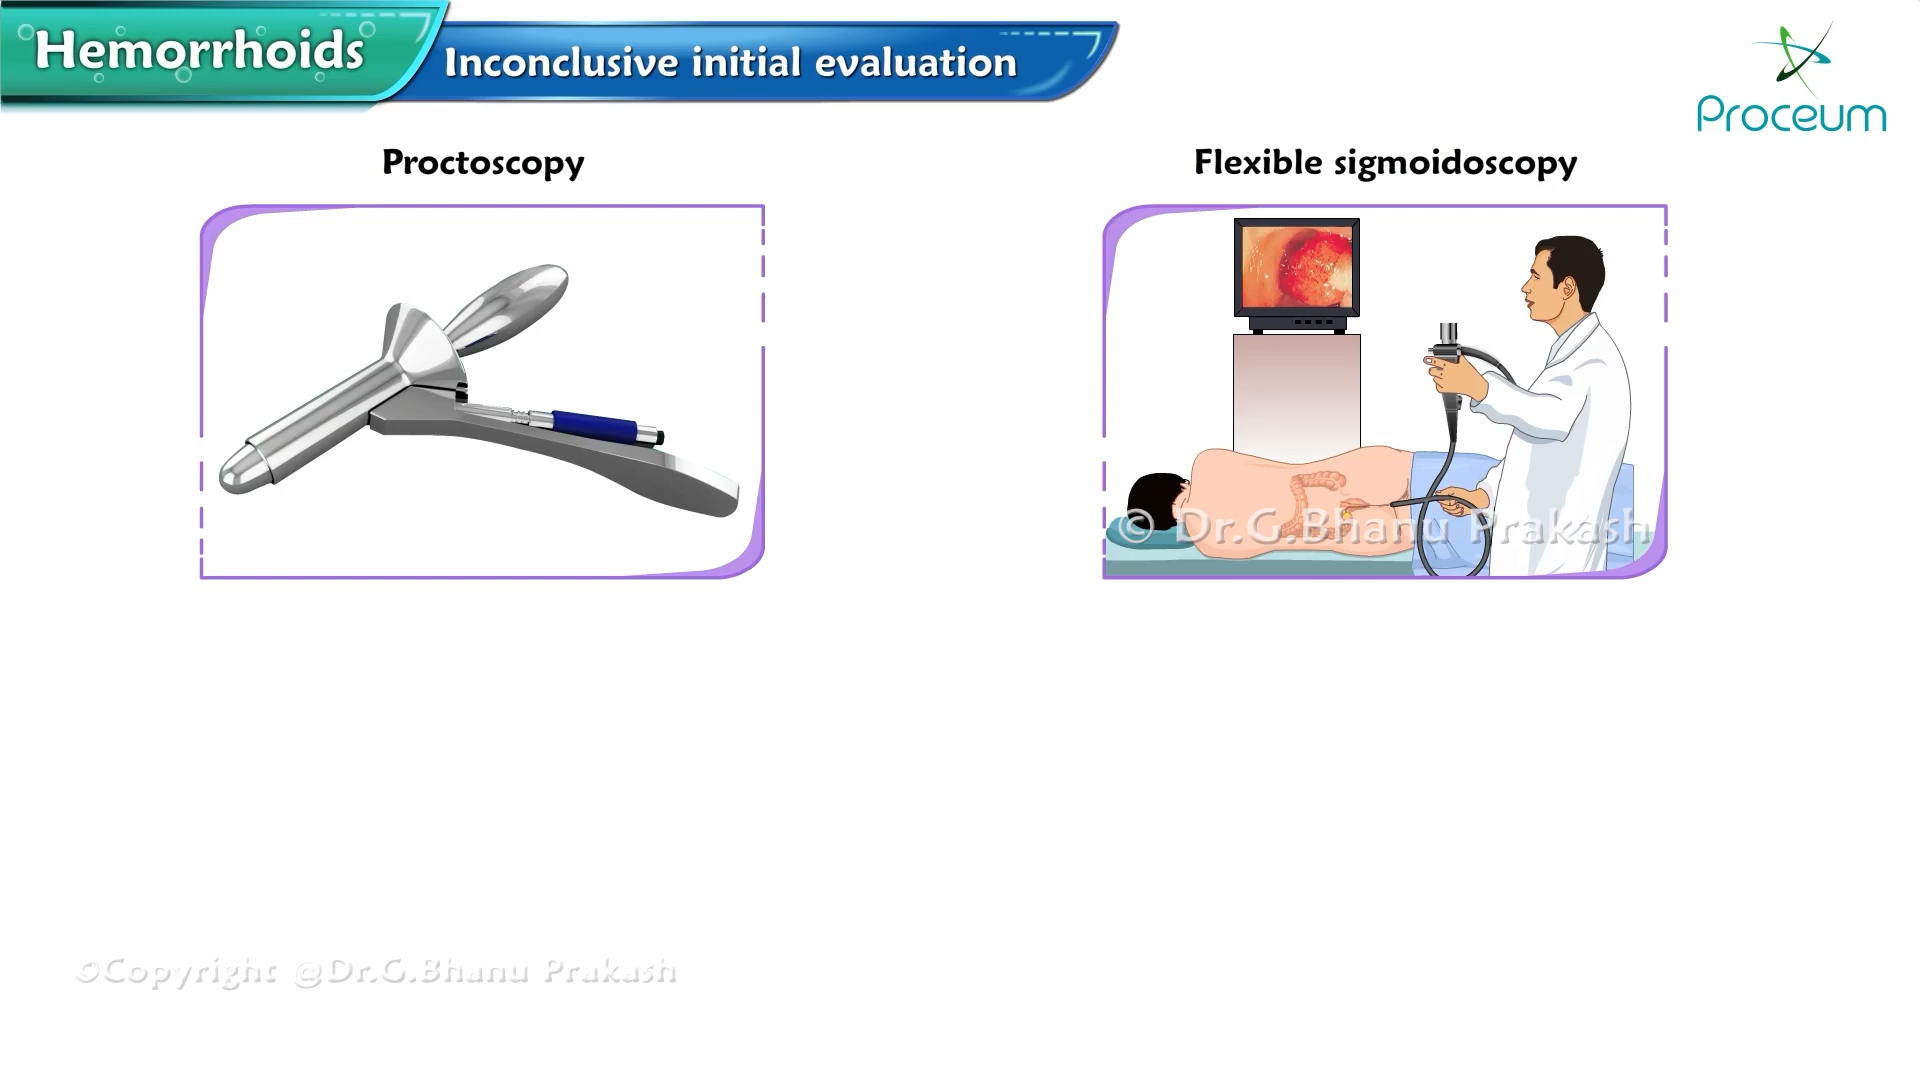 Hemorrhoids
Inconclusive initial evaluation
Proceum
Proctoscopy
Flexible sigmoidoscopy
© Dr.G.Bhanu Prakash
©Copyright @Dr.G.Bhanu Prakash